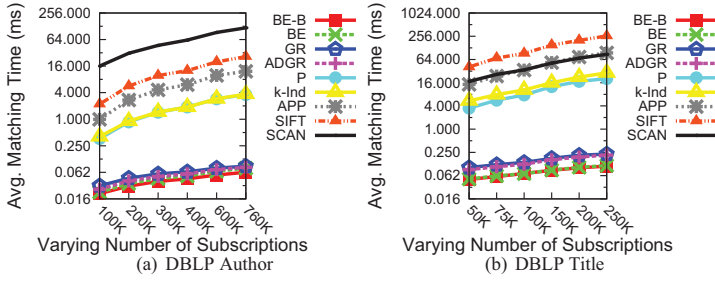 Avg. Matching Time (ms)
256.000
64.000
16.000
4.000
1.000
0.250
0.062
0.016
100K
200K
300K
400K
600K
760K
Varying Number of Subscriptions
(a) DBLP Author
BE-B
BE
GR
ADGR
P
k-Ind
APP
SIFT
SCAN
Avg. Matching Time (ms)
1024.000
256.000
64.000
16.000
4.000
1.000
0.250
0.062
0.016
50K
75K
100K
150K
200K
250K
Varying Number of Subscriptions
(b) DBLP Title
BE-B
BE
GR
ADGR
P
k-Ind
APP
SIFT
SCAN